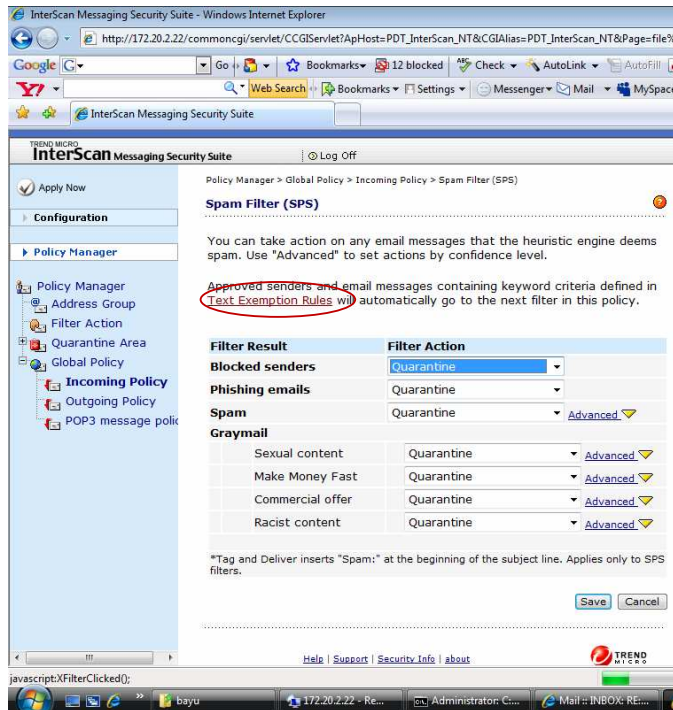 InterScan Messaging Security Suite - Windows Internet Explorer
http://172.20.2.22/commoncgi/servlet/CCGIServlet?ApHost=PDT_InterScan_NT&CGIAlias=PDT_InterScan_NT&Page=file%
Google G Go Bookmarks 12 blocked ABC Check AutoLink AutoFill
Y! Web Search Bookmarks Settings Messenger Mail MySpac
InterScan Messaging Security Suite
TREND MICRO
InterScan Messaging Security Suite Log Off
Apply Now
Configuration
Policy Manager
Policy Manager
Address Group
Filter Action
Quarantine Area
Global Policy
Incoming Policy
Outgoing Policy
POP3 message polic
Policy Manager > Global Policy > Incoming Policy > Spam Filter (SPS)
Spam Filter (SPS) ?
You can take action on any email messages that the heuristic engine deems
spam. Use "Advanced" to set actions by confidence level.
Approved senders and email messages containing keyword criteria defined in
Text Exemption Rules will automatically go to the next filter in this policy.
Filter Result Filter Action
Blocked senders Quarantine
Phishing emails Quarantine
Spam Quarantine Advanced
Graymail
Sexual content Quarantine Advanced
Make Money Fast Quarantine Advanced
Commercial offer Quarantine Advanced
Racist content Quarantine Advanced
*Tag and Deliver inserts "Spam:" at the beginning of the subject line. Applies only to SPS
filters.
Save Cancel
Help | Support | Security Info | about
TREND
MICRO
javascript:XFilterClicked();
» bayu 172.20.2.22 - Re... Administrator: C:... Mail :: INBOX: RE:...